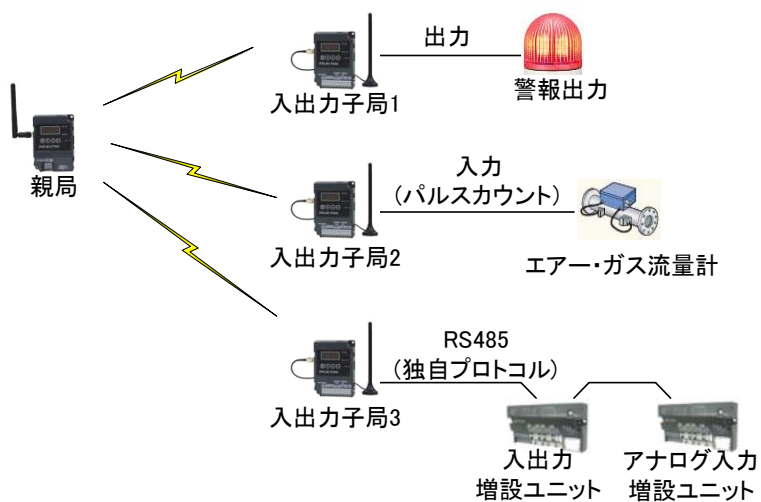 出力
入出力子局1
警報出力
親局
入力
(パルスカウント)
入出力子局2
エアー・ガス流量計
RS485
(独自プロトコル)
入出力子局3
入出力
増設ユニット
アナログ入力
増設ユニット